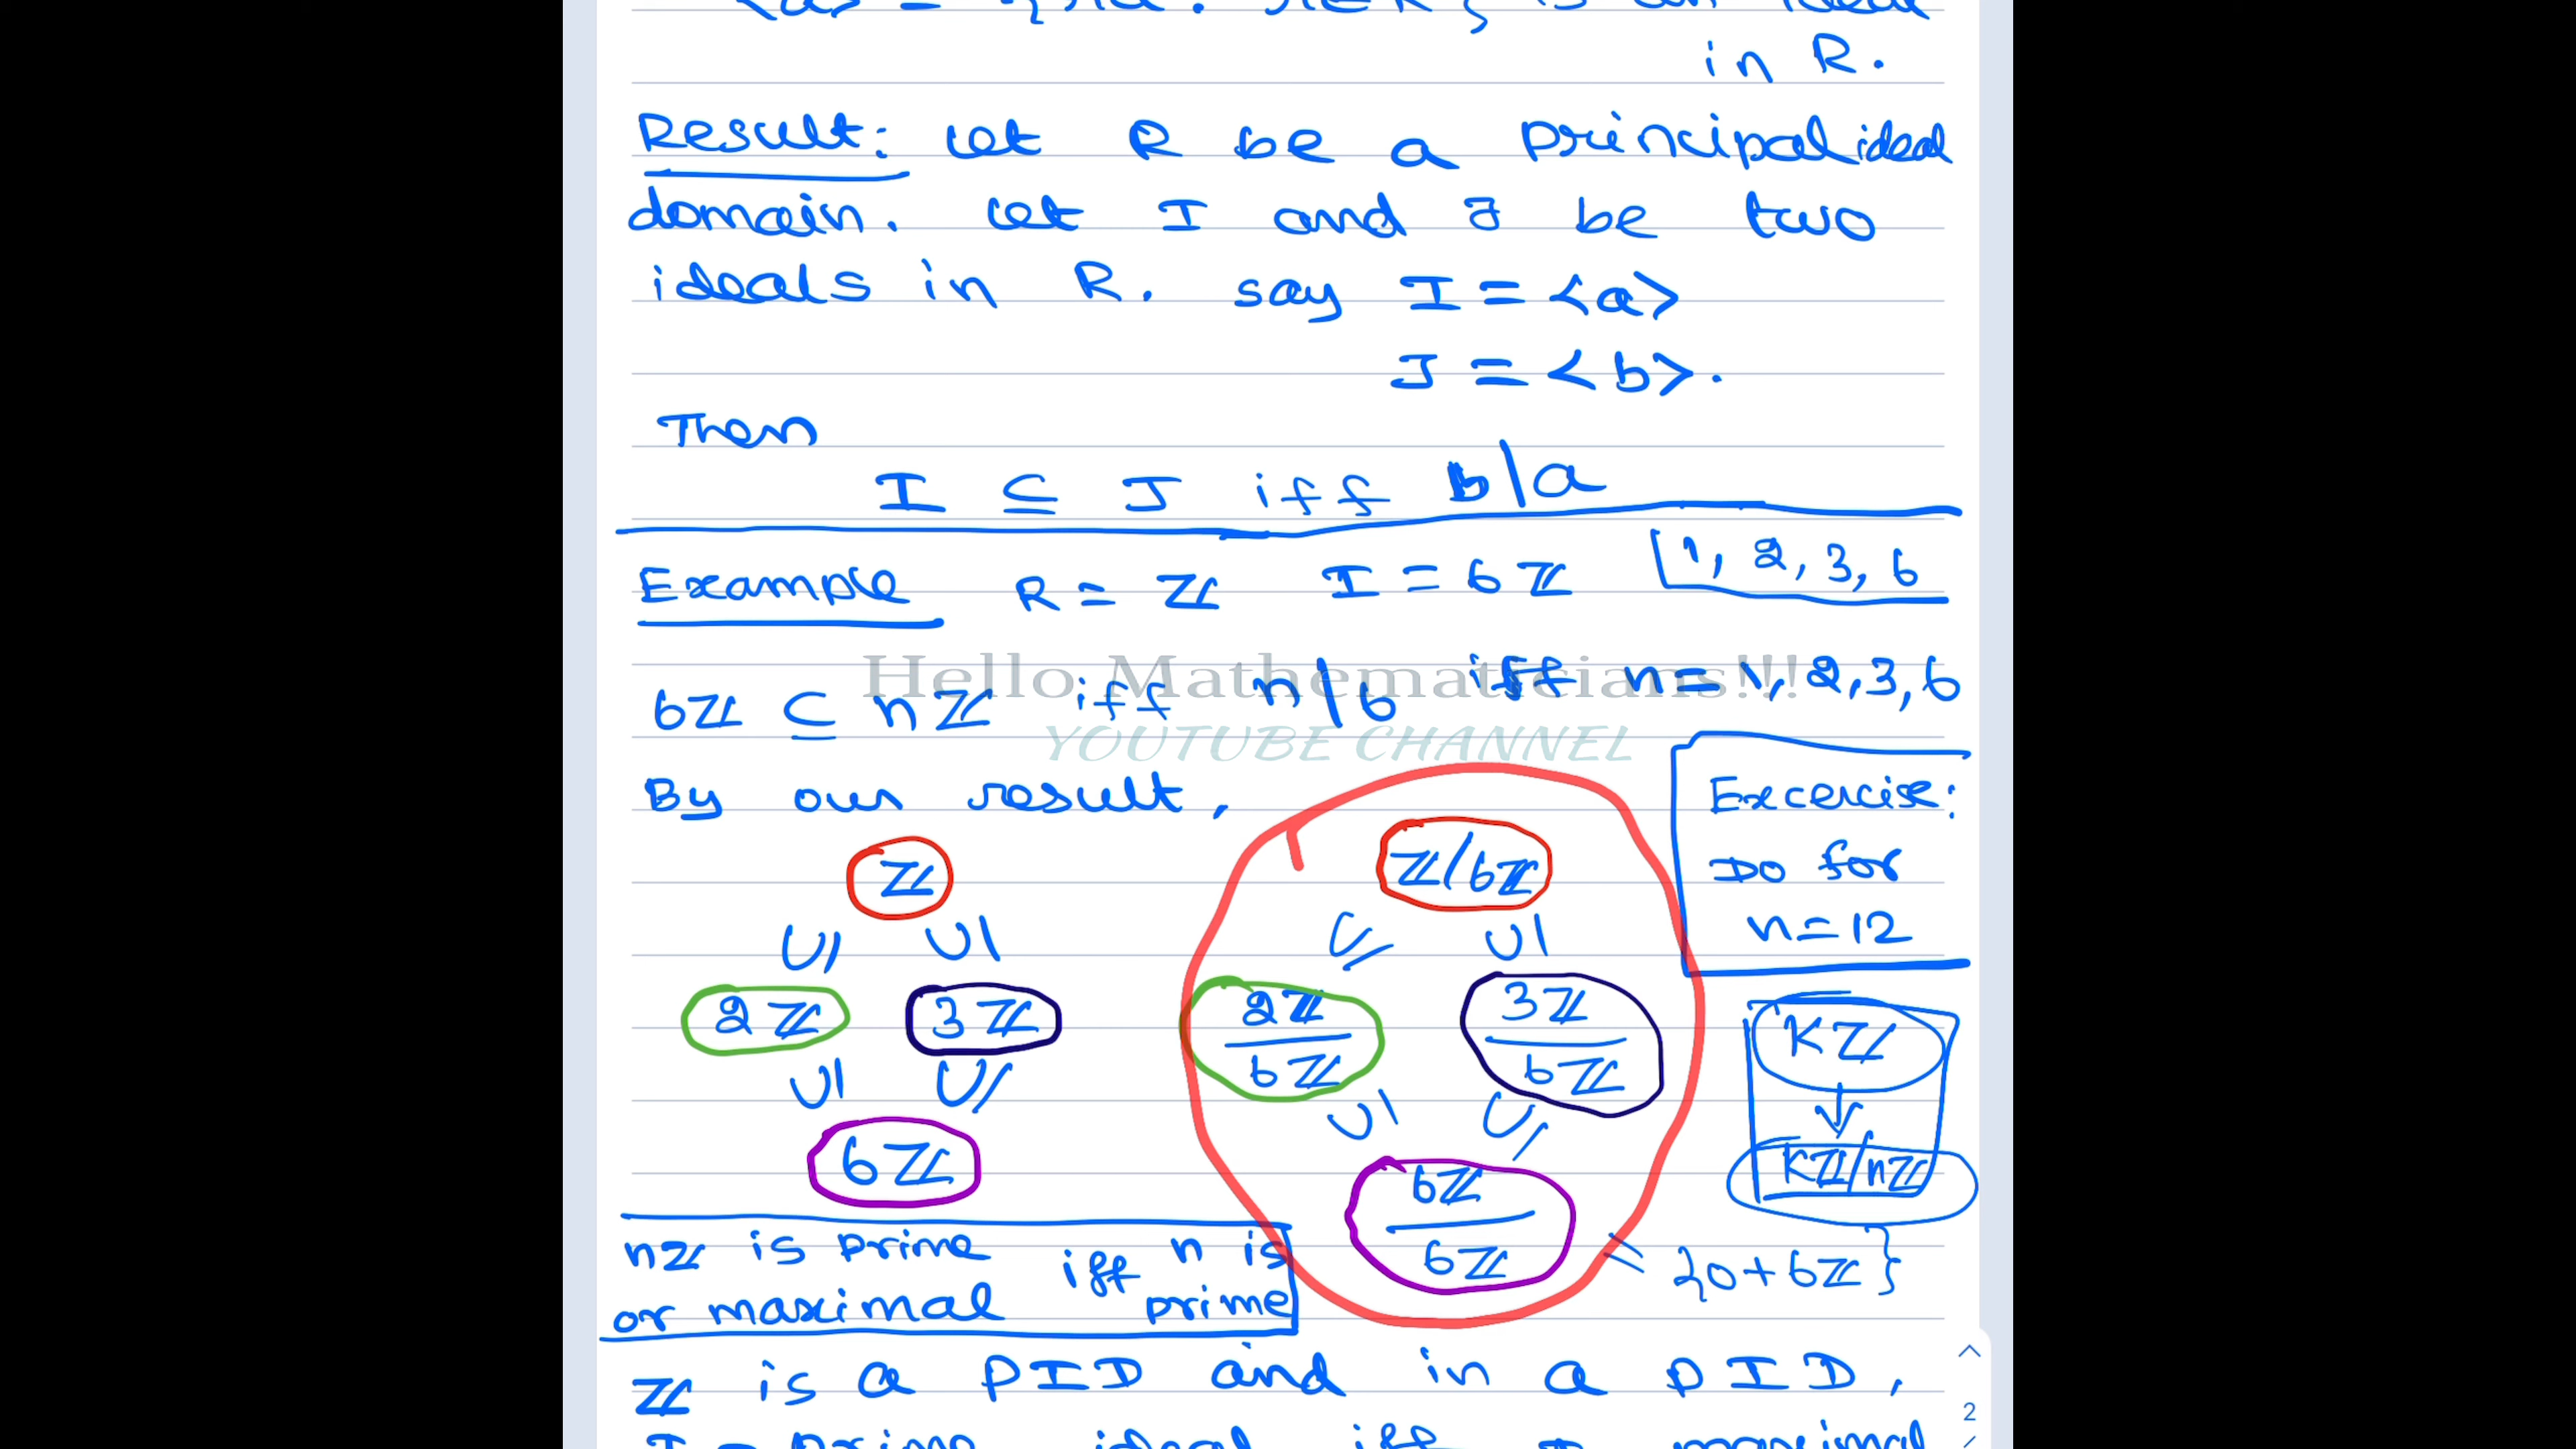 in R.
Result: Let R be a principal ideal
domain. Let I and J be two
ideals in R. say I = <a>
J = <b>.
Then
I ⊆ J iff b|a
Example R = ℤ I = 6ℤ 1, 2, 3, 6
Hello Mathematicians!!!
6ℤ ⊆ nℤ iff n|6 iff n = 1, 2, 3, 6
YOUTUBE CHANNEL
By our result,
Excercise:
Do for
n = 12
ℤ
∪| ∪|
2ℤ 3ℤ
∪| ∪|
6ℤ
ℤ/6ℤ
∪| ∪|
2ℤ/6ℤ 3ℤ/6ℤ
∪| ∪|
6ℤ/6ℤ = {0+6ℤ}
Kℤ
↓
Kℤ/nℤ
nℤ is prime
or maximal iff n is
prime
ℤ is a PID and in a PID,
2